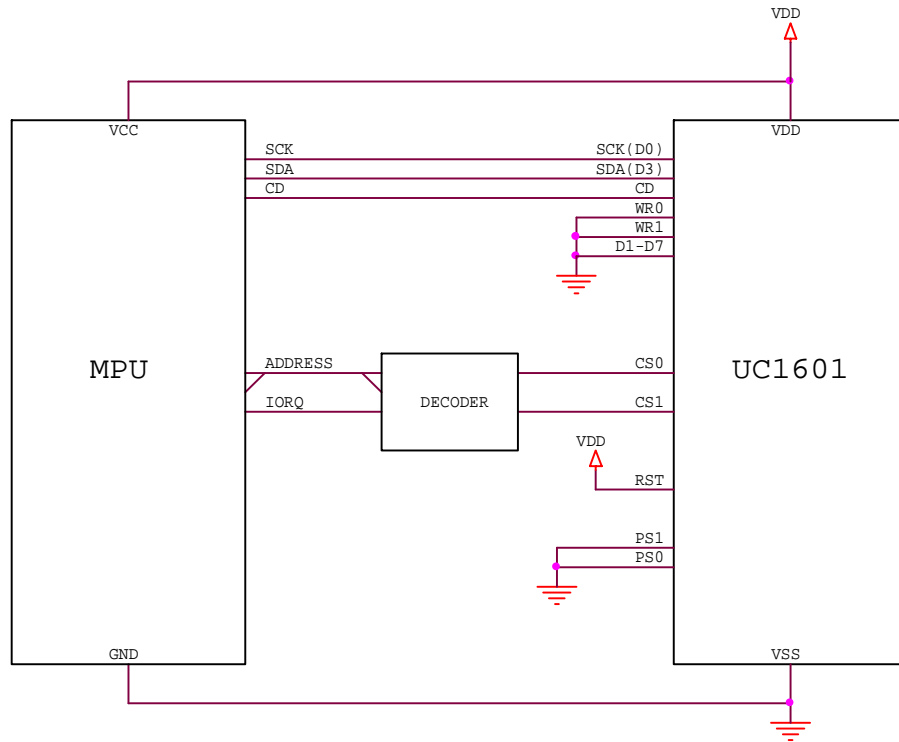 VDD
VCC
VDD
SCK
SCK(D0)
SDA
SDA(D3)
CD
CD
WR0
WR1
D1-D7
MPU
ADDRESS
IORQ
DECODER
CS0
CS1
UC1601
VDD
RST
PS1
PS0
GND
VSS